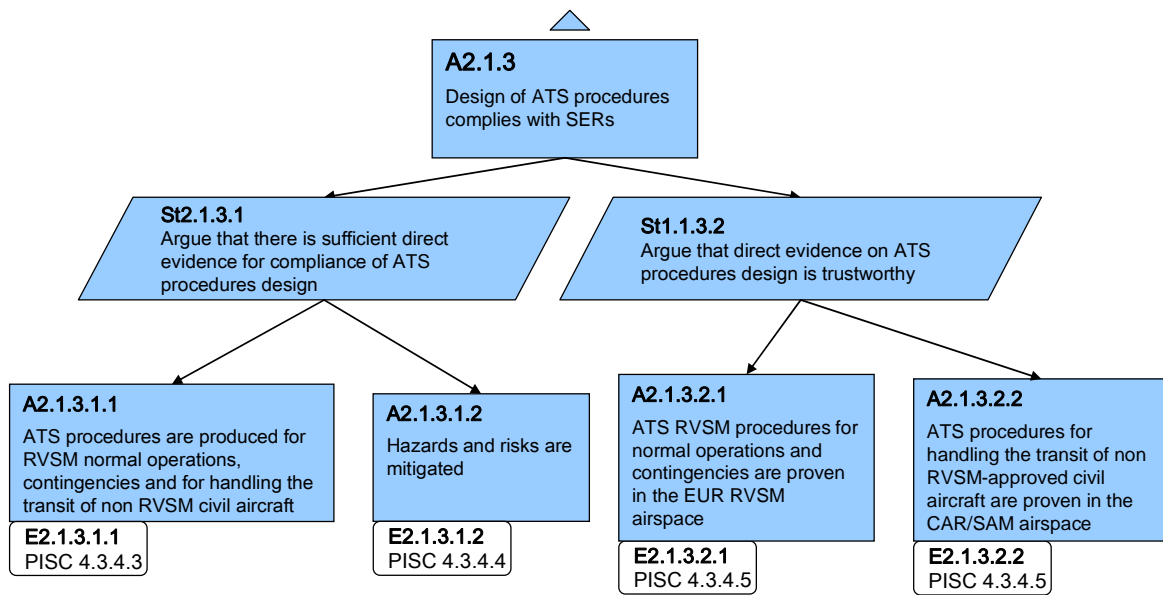 A2.1.3
Design of ATS procedures
complies with SERs
St2.1.3.1
Argue that there is sufficient direct
evidence for compliance of ATS
procedures design
St1.1.3.2
Argue that direct evidence on ATS
procedures design is trustworthy
A2.1.3.1.1
ATS procedures are produced for
RVSM normal operations,
contingencies and for handling the
transit of non RVSM civil aircraft
E2.1.3.1.1
PISC 4.3.4.3
A2.1.3.1.2
Hazards and risks are
mitigated
E2.1.3.1.2
PISC 4.3.4.4
A2.1.3.2.1
ATS RVSM procedures for
normal operations and
contingencies are proven
in the EUR RVSM
airspace
E2.1.3.2.1
PISC 4.3.4.5
A2.1.3.2.2
ATS procedures for
handling the transit of non
RVSM-approved civil
aircraft are proven in the
CAR/SAM airspace
E2.1.3.2.2
PISC 4.3.4.5